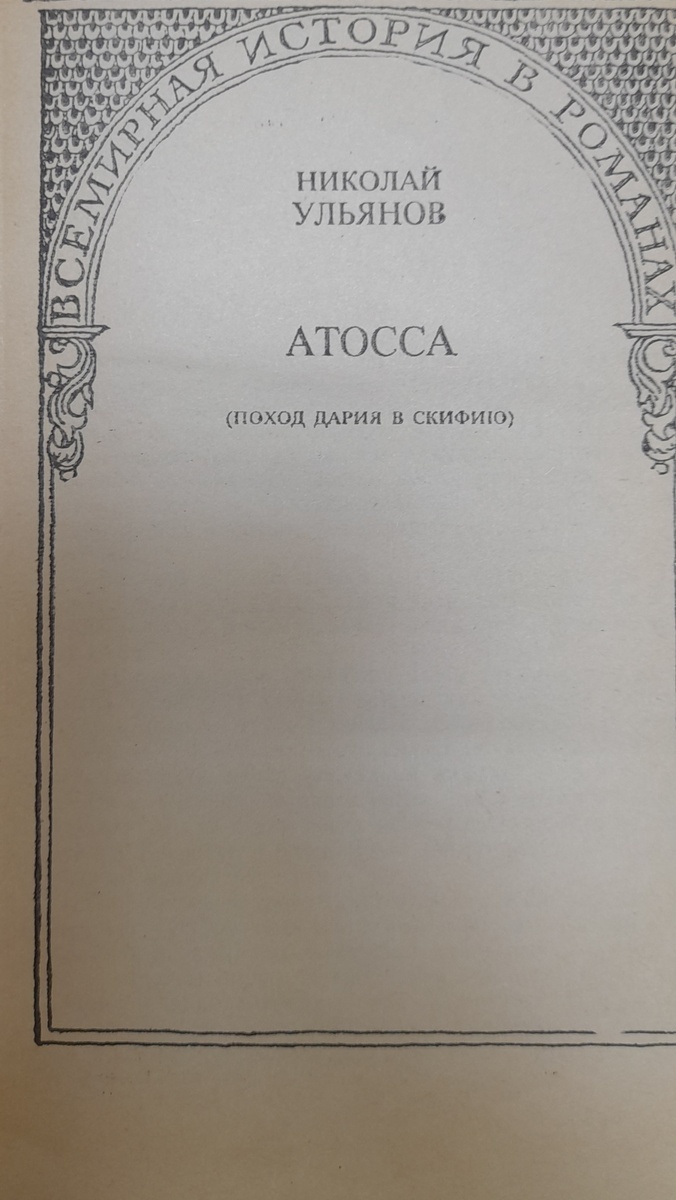 ВСЕМИРНАЯ ИСТОРИЯ В РОМАНАХ
НИКОЛАЙ
УЛЬЯНОВ
АТОССА
(ПОХОД ДАРИЯ В СКИФИЮ)